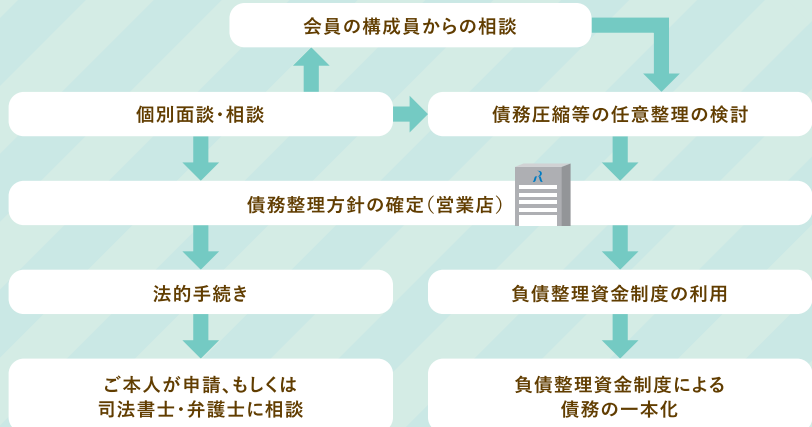 会員の構成員からの相談
個別面談・相談
債務圧縮等の任意整理の検討
債務整理方針の確定（営業店）
法的手続き
負債整理資金制度の利用
ご本人が申請、もしくは
司法書士・弁護士に相談
負債整理資金制度による
債務の一本化